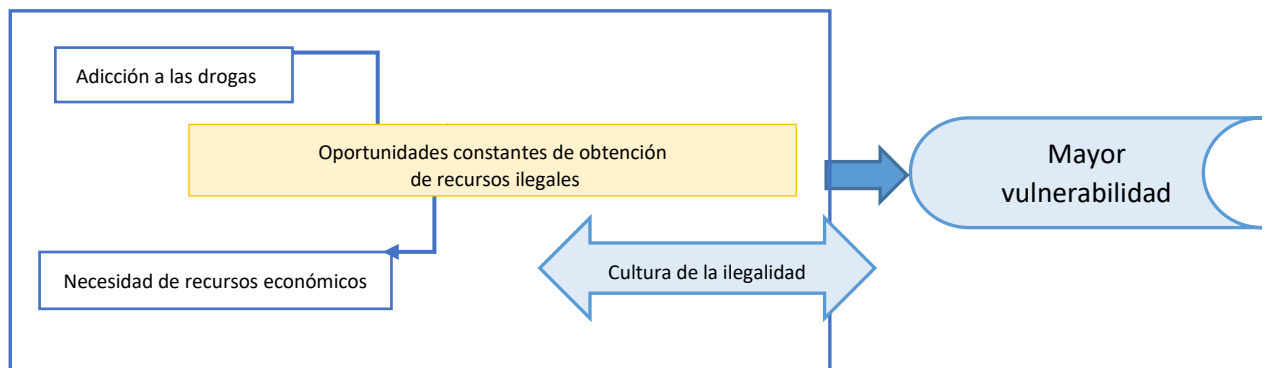 Adicción a las drogas
Oportunidades constantes de obtención
de recursos ilegales
Mayor
vulnerabilidad
Necesidad de recursos económicos
Cultura de la ilegalidad